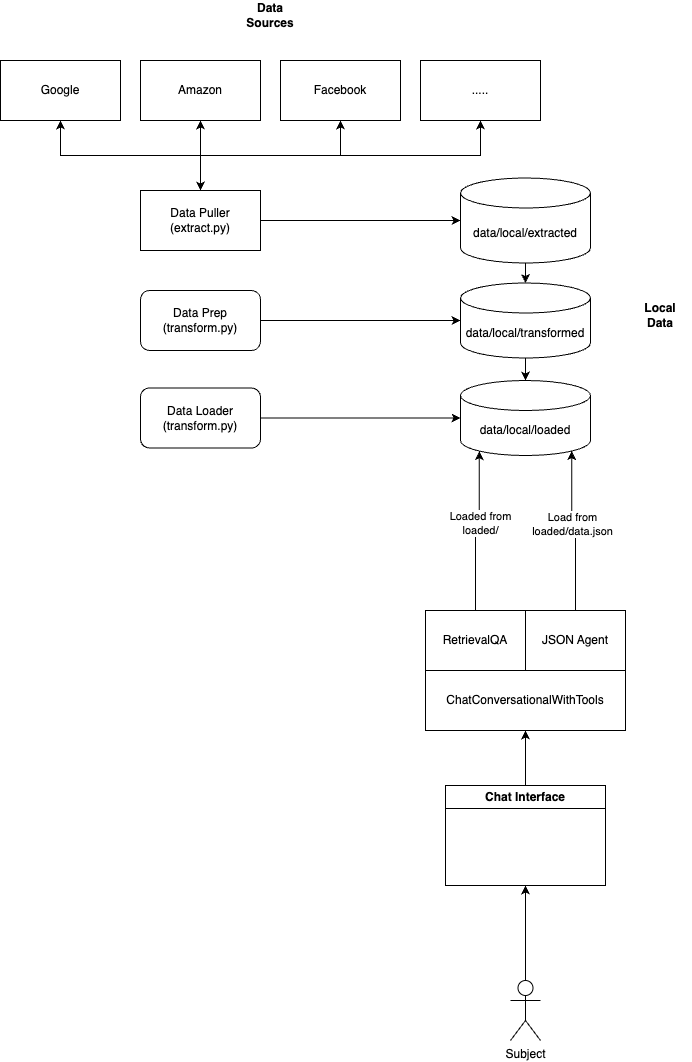 Data
Sources
Google
Amazon
Facebook
.....
Data Puller
(extract.py)
data/local/extracted
Data Prep
(transform.py)
data/local/transformed
Local
Data
Data Loader
(transform.py)
data/local/loaded
Loaded from
loaded/
Load from
loaded/data.json
RetrievalQA
JSON Agent
ChatConversationalWithTools
Chat Interface
Subject